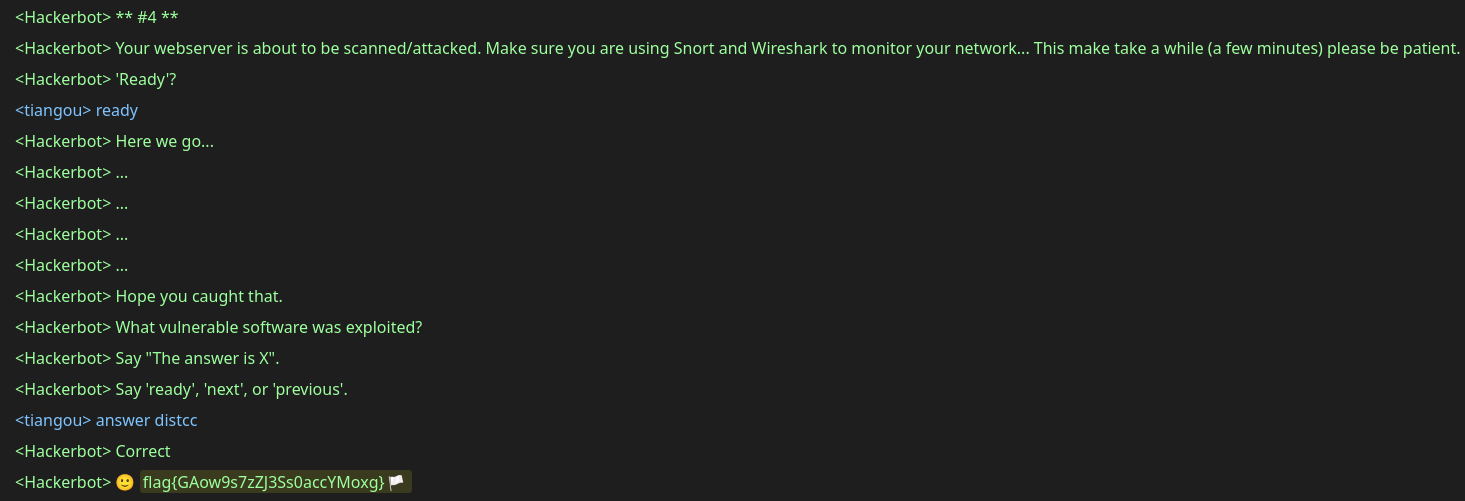 <Hackerbot> ** #4 **
<Hackerbot> Your webserver is about to be scanned/attacked. Make sure you are using Snort and Wireshark to monitor your network... This make take a while (a few minutes) please be patient.
<Hackerbot> 'Ready'?
<tiangou> ready
<Hackerbot> Here we go...
<Hackerbot> ...
<Hackerbot> ...
<Hackerbot> ...
<Hackerbot> ...
<Hackerbot> Hope you caught that.
<Hackerbot> What vulnerable software was exploited?
<Hackerbot> Say "The answer is X".
<Hackerbot> Say 'ready', 'next', or 'previous'.
<tiangou> answer distcc
<Hackerbot> Correct
<Hackerbot> 🙂 flag{GAow9s7zZJ3Ss0accYMoxg} 🏳️